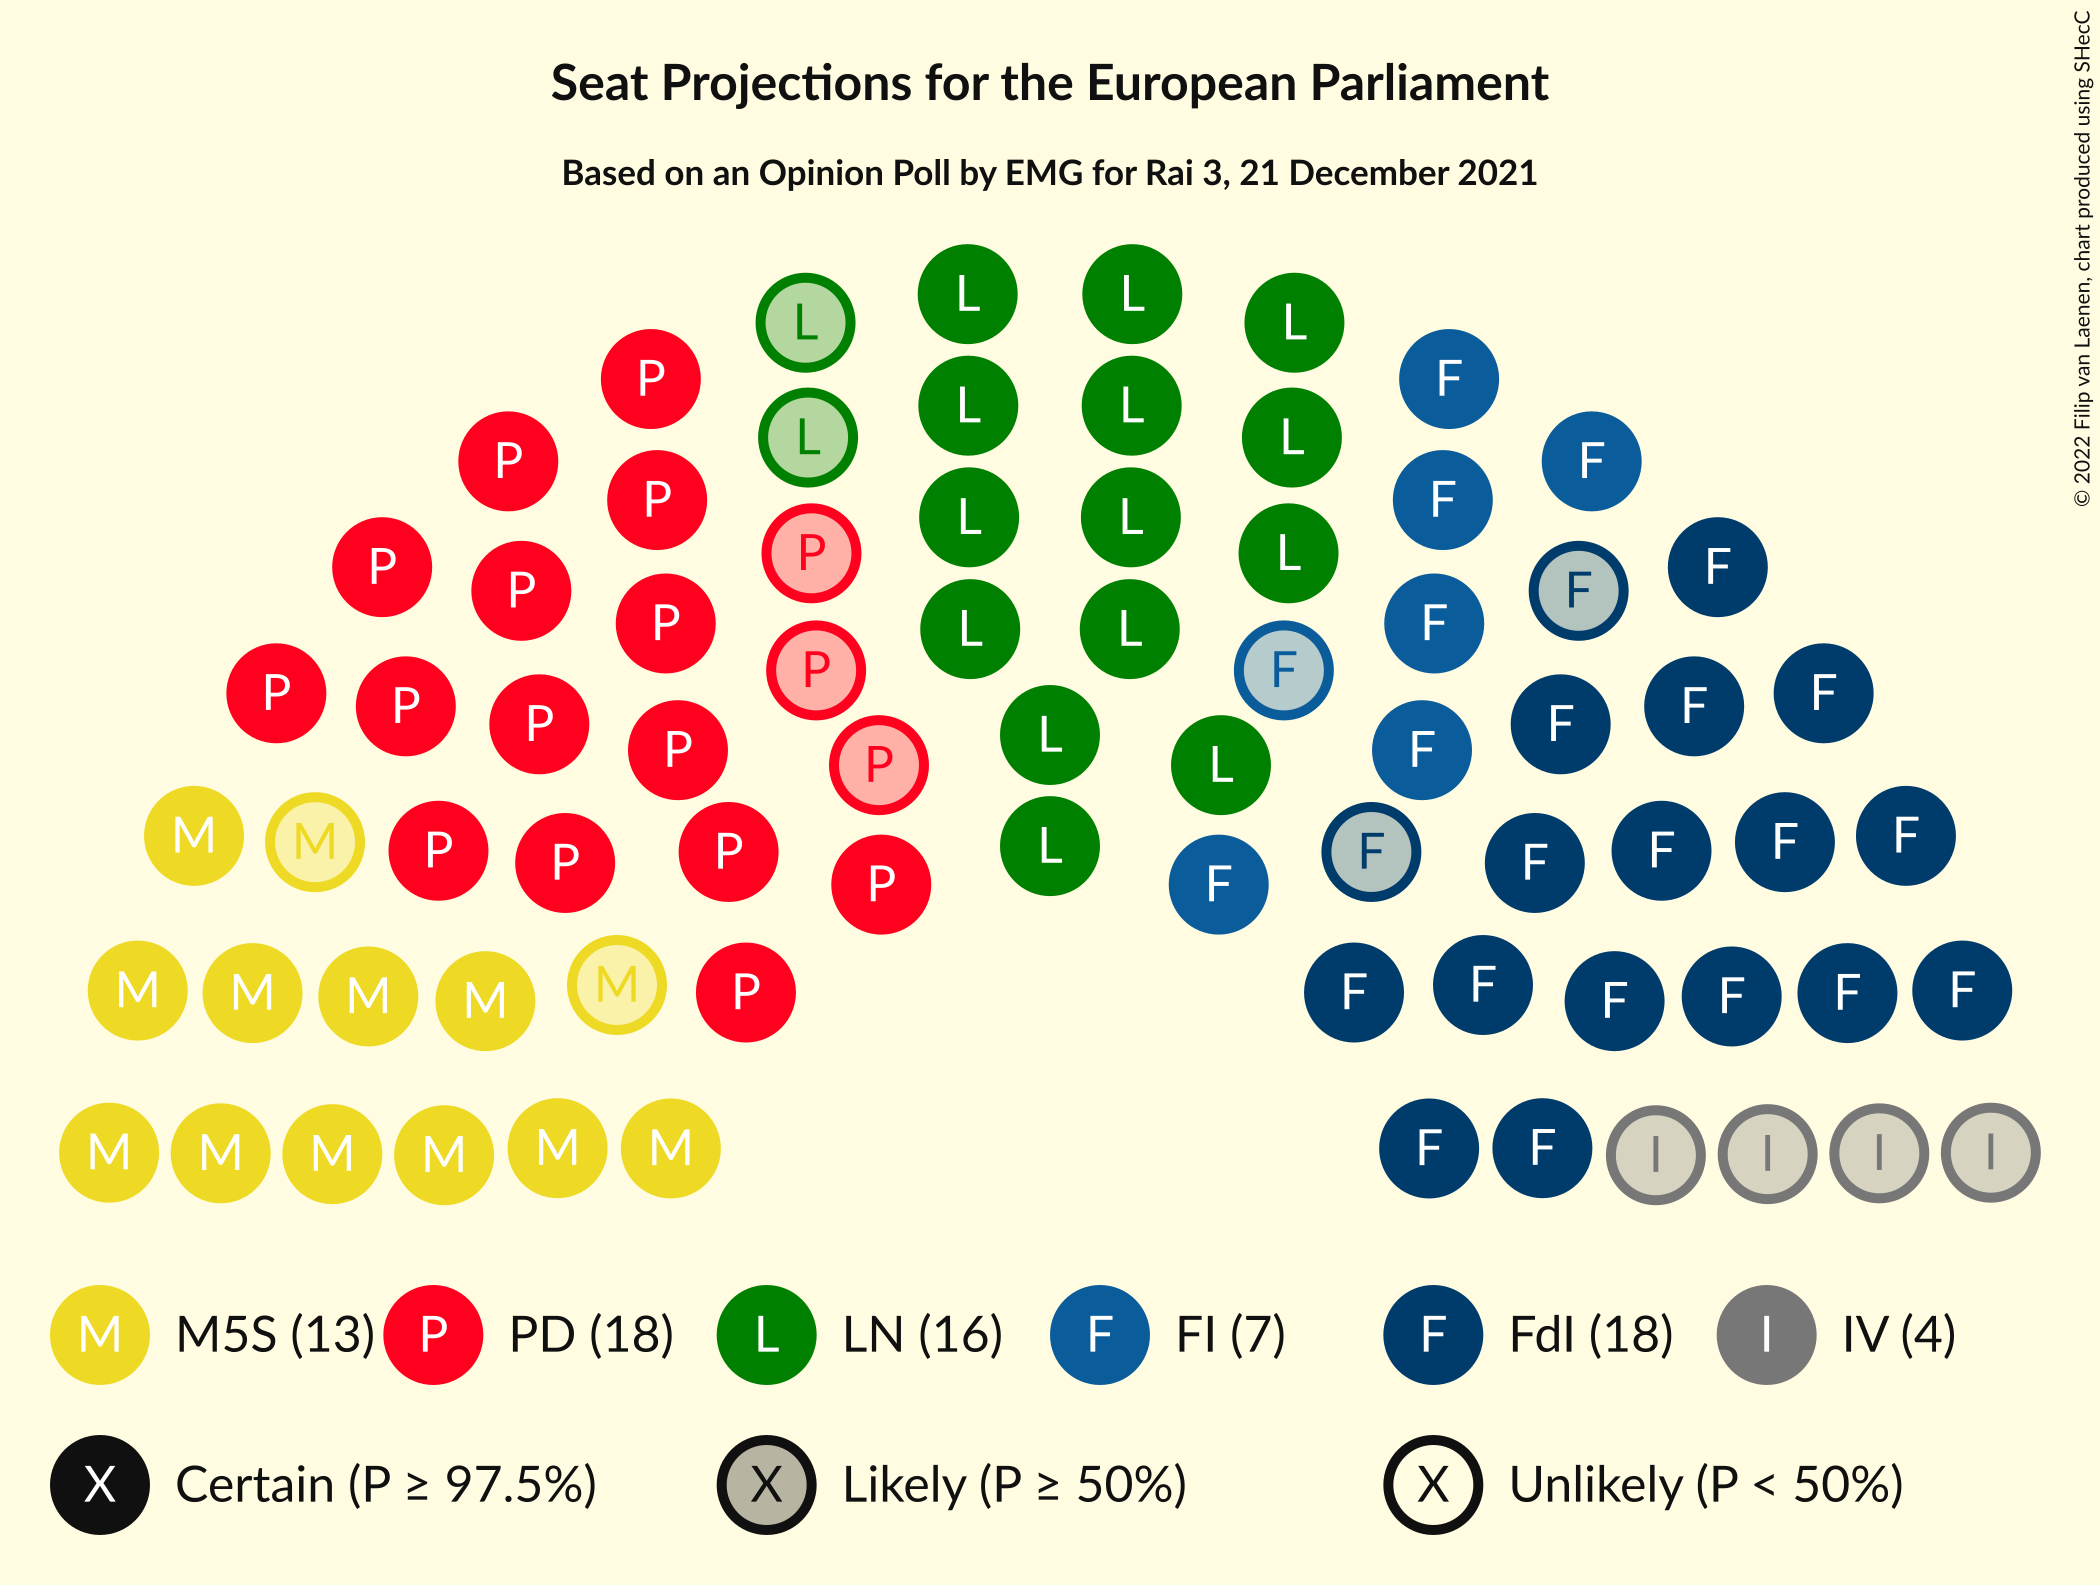 Seat Projections for the European Parliament
Based on an Opinion Poll by EMG for Rai 3, 21 December 2021
© 2022 Filip van Laenen, chart produced using SHecC
L L L L
P L L L L F
P P L L L L F F
P P P P L L L L F F F
P P P P P L L F F F F F
M M P P P P P L L F F F F F F
M M M M M P L F F F F F F F
M M M M M M F F I I I I
M M5S (13) P PD (18) L LN (16) F FI (7) F FdI (18) I IV (4)
X Certain (P ≥ 97.5%) X Likely (P ≥ 50%) X Unlikely (P < 50%)